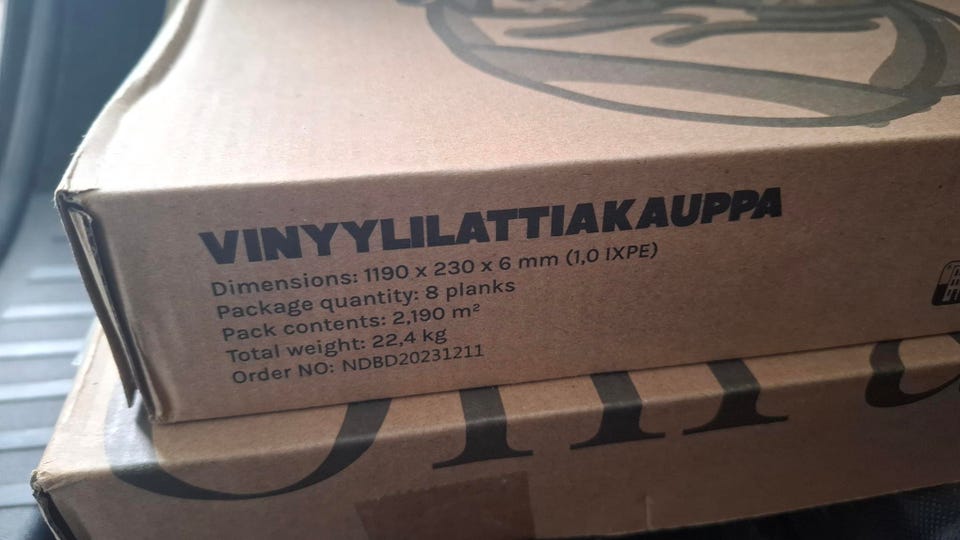 VINYYLILATTIAKAUPPA
Dimensions: 1190 x 230 x 6 mm (1,0 IXPE)
Package quantity: 8 planks
Pack contents: 2,190 m²
Total weight: 22,4 kg
Order NO: NDBD20231211